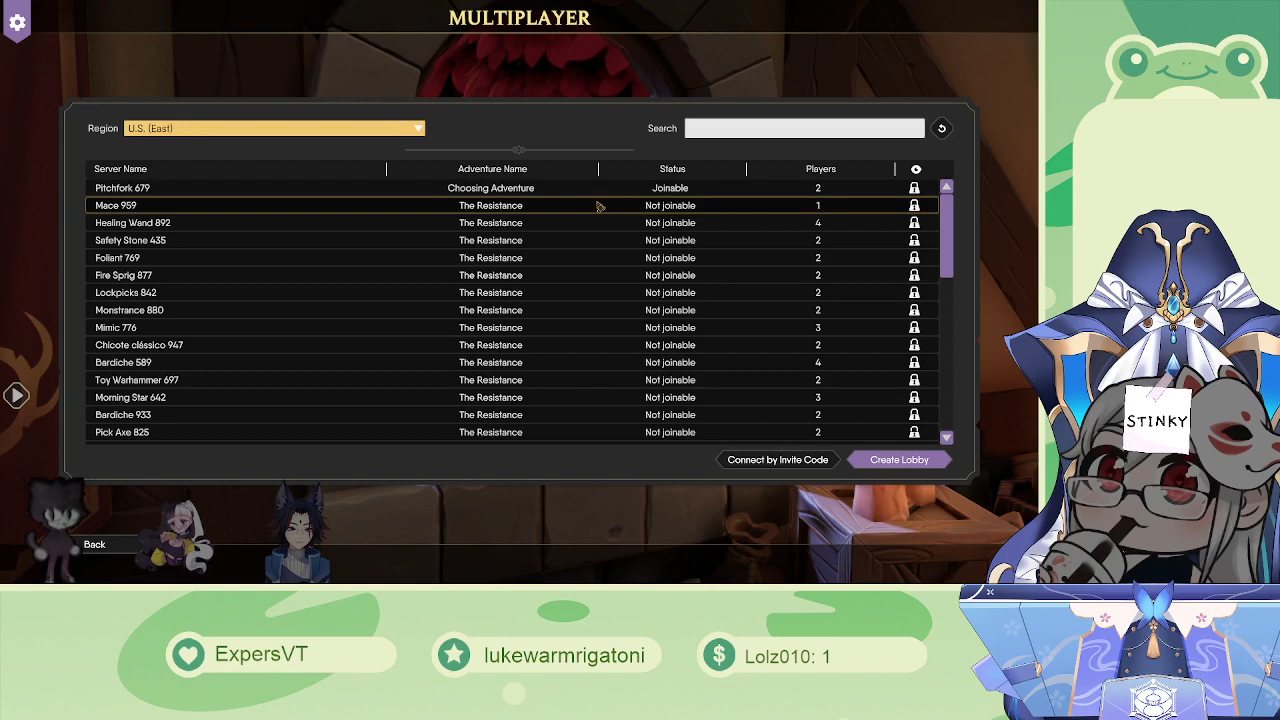 MULTIPLAYER
Region U.S. (East) Search
Server Name Adventure Name Status Players
Pitchfork 679 Choosing Adventure Joinable 2
Mace 959 The Resistance Not joinable 1
Healing Wand 892 The Resistance Not joinable 4
Safety Stone 435 The Resistance Not joinable 2
Foliant 769 The Resistance Not joinable 2
Fire Sprig 877 The Resistance Not joinable 2
Lockpicks 842 The Resistance Not joinable 2
Monstrance 880 The Resistance Not joinable 2
Mimic 776 The Resistance Not joinable 3
Chicote clássico 947 The Resistance Not joinable 2
Bardiche 589 The Resistance Not joinable 4
Toy Warhammer 697 The Resistance Not joinable 2
Morning Star 642 The Resistance Not joinable 3
Bardiche 933 The Resistance Not joinable 2
Pick Axe 825 The Resistance Not joinable 2
Connect by Invite Code Create Lobby
STINKY
Back
ExpersVT lukewarmrigatoni $ Lolz010: 1